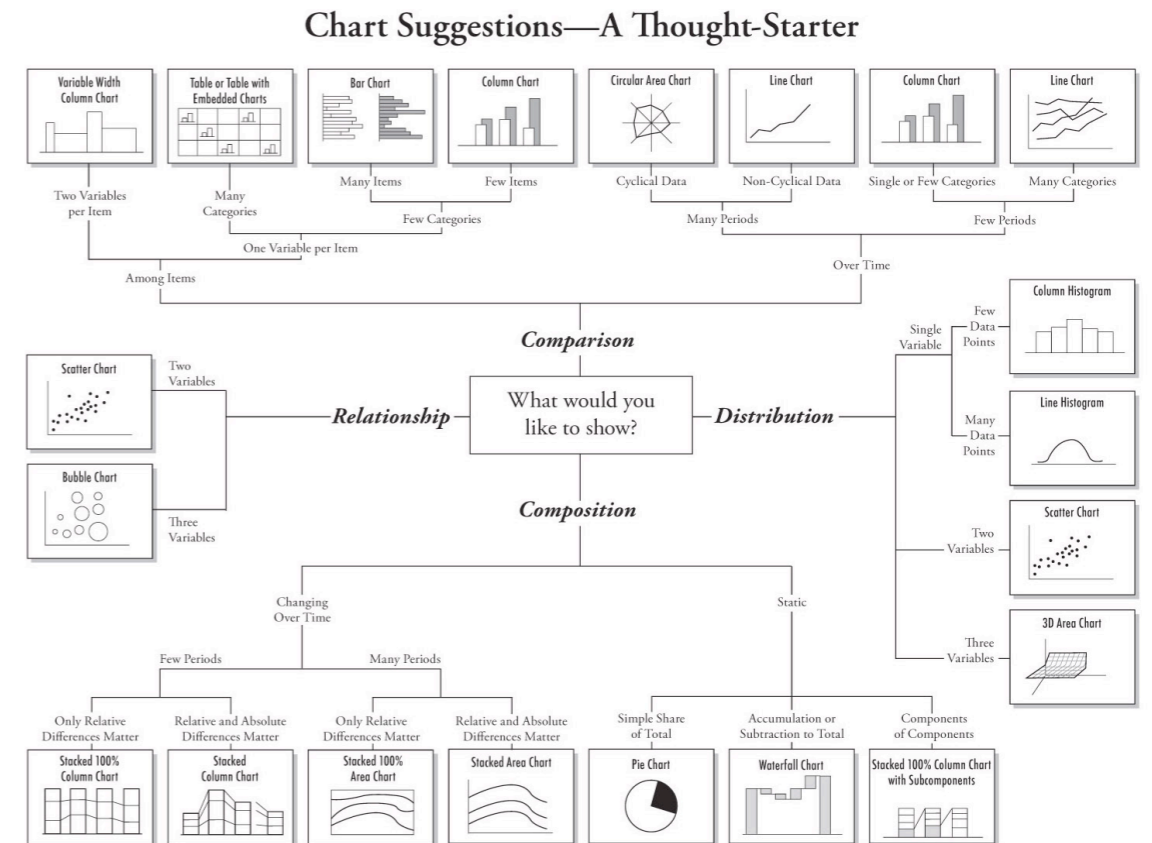 Chart Suggestions—A Thought-Starter
Variable Width
Column Chart
Table or Table with
Embedded Charts
Bar Chart
Column Chart
Circular Area Chart
Line Chart
Column Chart
Line Chart
Two Variables
per Item
Many
Categories
Many Items
Few Items
Cyclical Data
Non-Cyclical Data
Single or Few Categories
Many Categories
Few Categories
Many Periods
Few Periods
One Variable per Item
Among Items
Over Time
Comparison
What would you
like to show?
Relationship
Distribution
Composition
Scatter Chart
Two
Variables
Bubble Chart
Three
Variables
Single
Variable
Few
Data
Points
Column Histogram
Many
Data
Points
Line Histogram
Two
Variables
Scatter Chart
Three
Variables
3D Area Chart
Changing
Over Time
Static
Few Periods
Many Periods
Only Relative
Differences Matter
Relative and Absolute
Differences Matter
Only Relative
Differences Matter
Relative and Absolute
Differences Matter
Simple Share
of Total
Accumulation or
Subtraction to Total
Components
of Components
Stacked 100%
Column Chart
Stacked
Column Chart
Stacked 100%
Area Chart
Stacked Area Chart
Pie Chart
Waterfall Chart
Stacked 100% Column Chart
with Subcomponents